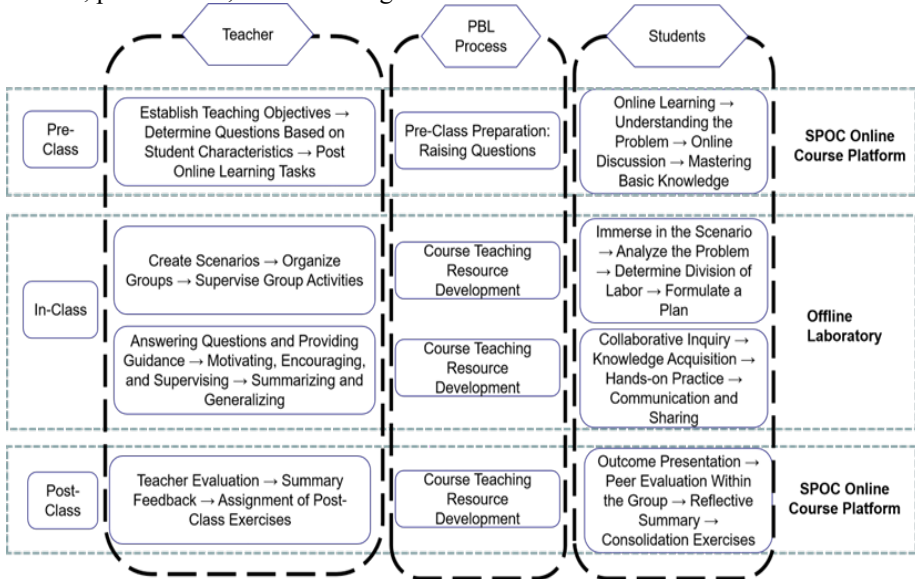 Teacher
PBL
Process
Students
Pre-
Class
Establish Teaching Objectives →
Determine Questions Based on
Student Characteristics → Post
Online Learning Tasks
Pre-Class Preparation:
Raising Questions
Online Learning →
Understanding the
Problem → Online
Discussion → Mastering
Basic Knowledge
SPOC Online
Course Platform
In-Class
Create Scenarios → Organize
Groups → Supervise Group Activities
Course Teaching
Resource
Development
Immerse in the Scenario
→ Analyze the Problem
→ Determine Division of
Labor → Formulate a
Plan
Offline
Laboratory
Answering Questions and Providing
Guidance → Motivating, Encouraging,
and Supervising → Summarizing and
Generalizing
Course Teaching
Resource
Development
Collaborative Inquiry →
Knowledge Acquisition →
Hands-on Practice →
Communication and
Sharing
Post-
Class
Teacher Evaluation → Summary
Feedback → Assignment of Post-
Class Exercises
Course Teaching
Resource
Development
Outcome Presentation →
Peer Evaluation Within
the Group → Reflective
Summary →
Consolidation Exercises
SPOC Online
Course Platform